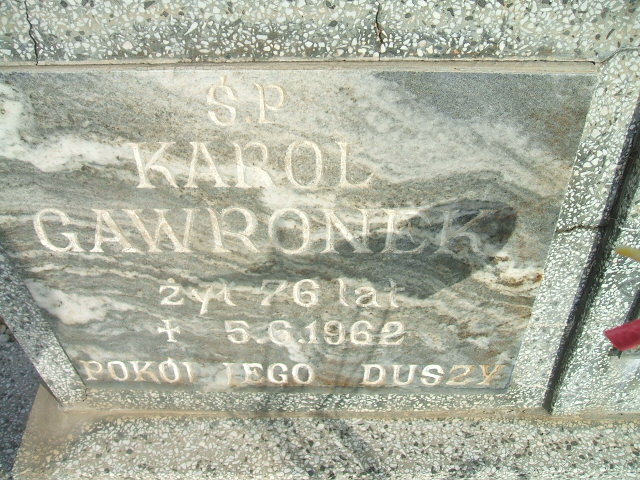 Ś.P
KAROL
GAWRONEK
żył 76 lat
† 5.6.1962
POKÓJ JEGO DUSZY